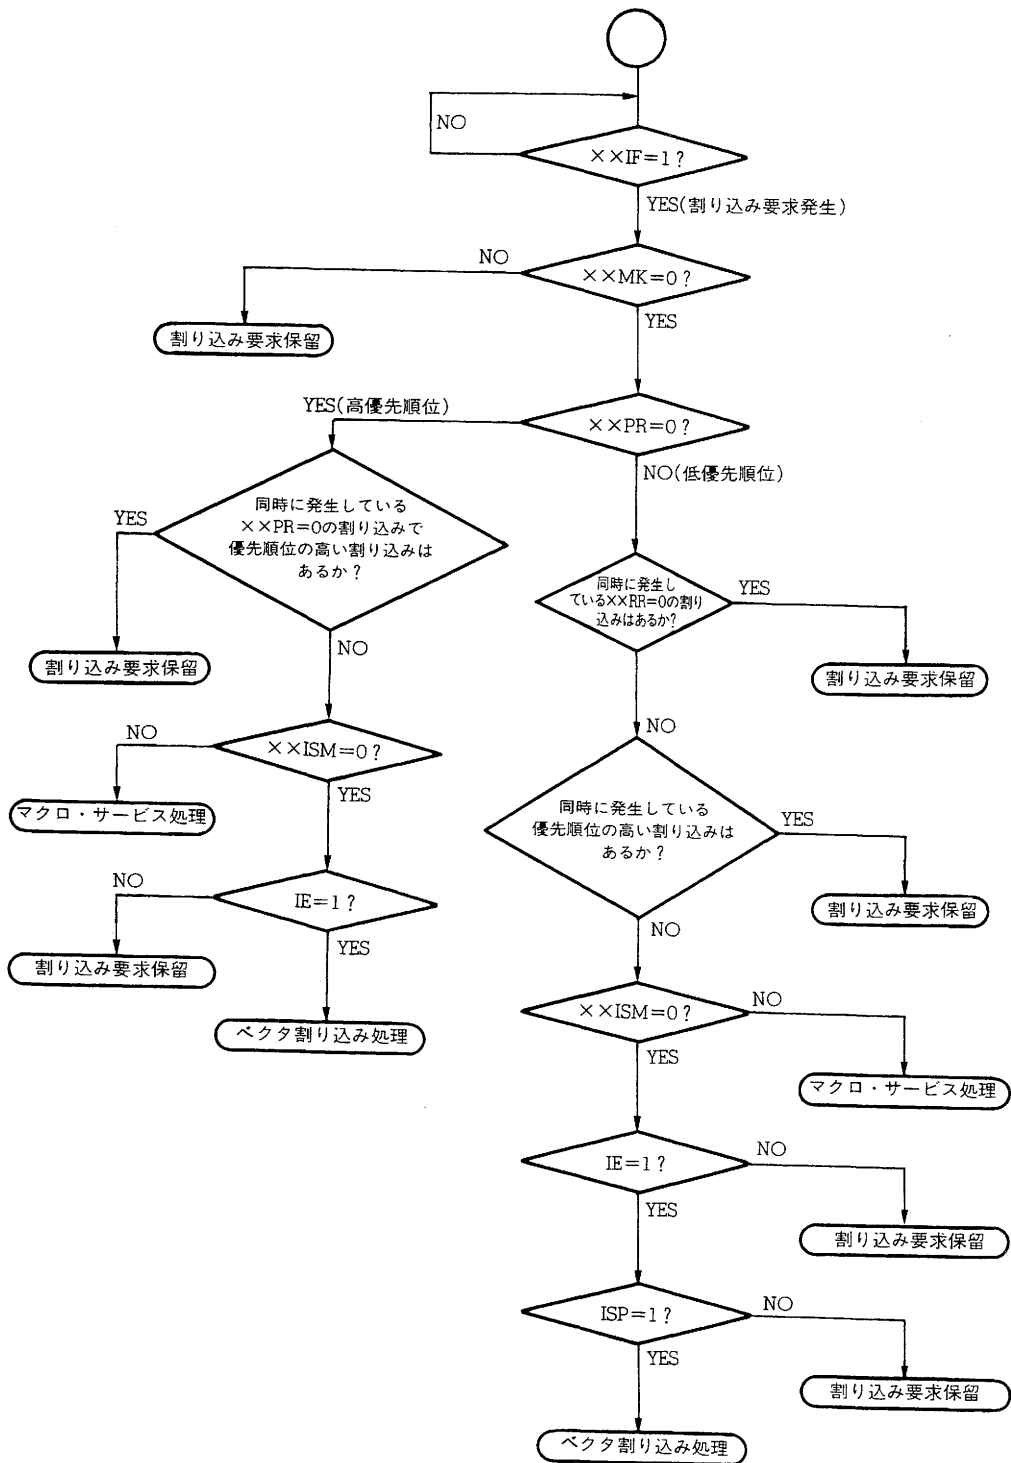 NO
××IF=1?
YES(割り込み要求発生)
NO
××MK=0?
割り込み要求保留
YES
YES(高優先順位)
××PR=0?
NO(低優先順位)
YES
同時に発生している
××PR=0の割り込みで
優先順位の高い割り込みは
あるか?
同時に発生し
ている××RR=0の割り
込みはあるか?
YES
割り込み要求保留
NO
割り込み要求保留
NO
NO
××ISM=0?
YES
マクロ・サービス処理
同時に発生している
優先順位の高い割り込みは
あるか?
YES
NO
IE=1?
割り込み要求保留
YES
NO
割り込み要求保留
ベクタ割り込み処理
××ISM=0?
NO
YES
マクロ・サービス処理
IE=1?
NO
YES
割り込み要求保留
ISP=1?
NO
YES
割り込み要求保留
ベクタ割り込み処理